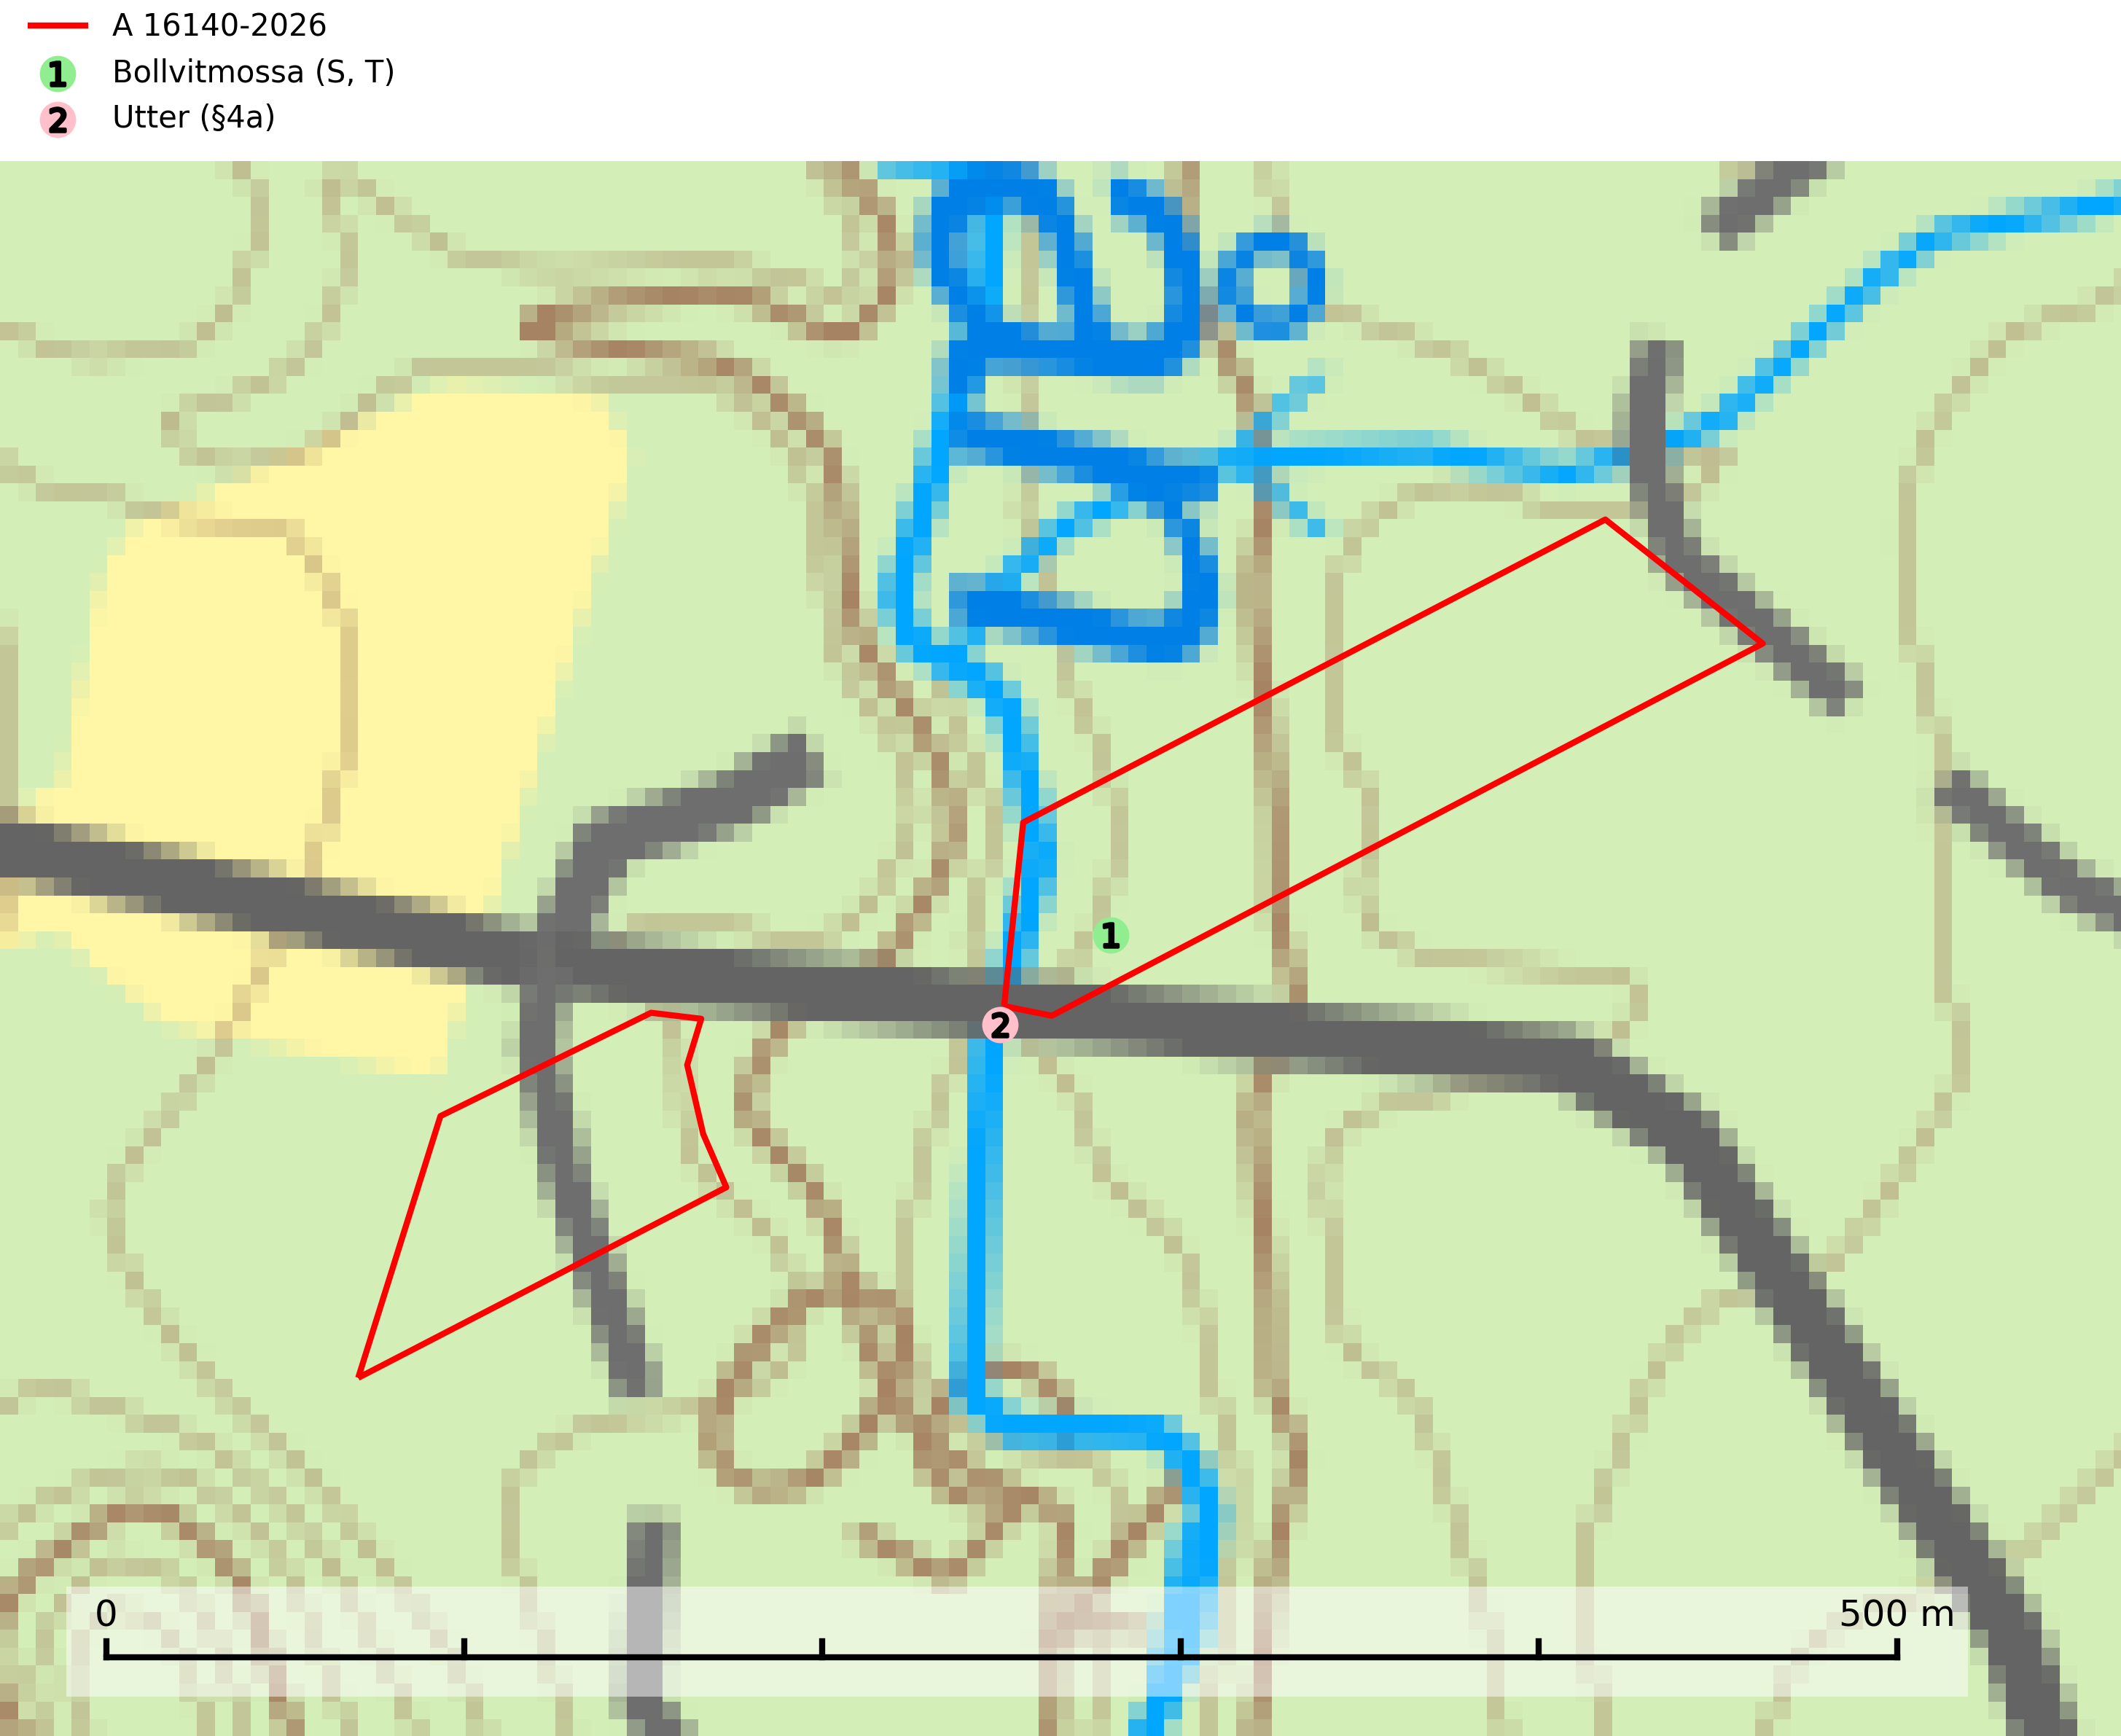 A 16140-2026
1 Bollvitmossa (S, T)
2 Utter (§4a)
1
2
0 500 m